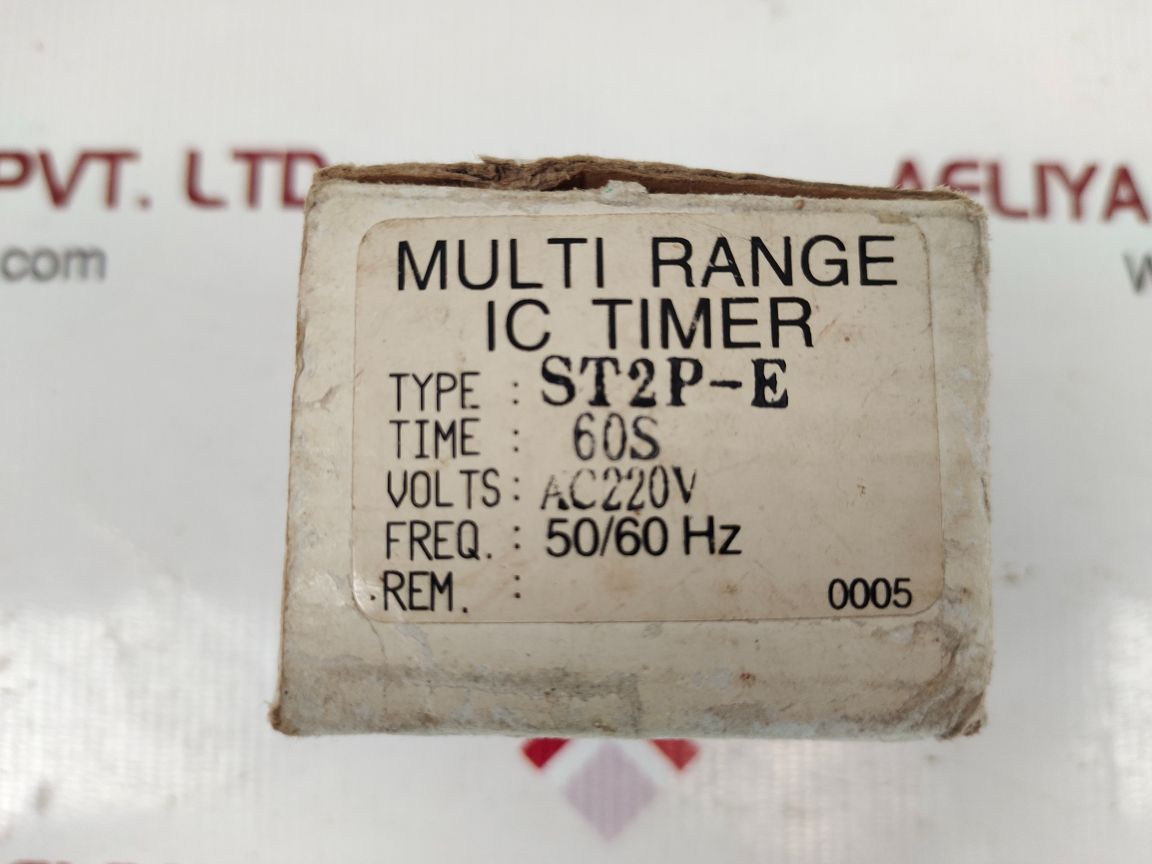 PVT. LTD
AELIYA
.com
MULTI RANGE
IC TIMER
TYPE : ST2P-E
TIME : 60S
VOLTS : AC220V
FREQ. : 50/60 Hz
REM. :
0005